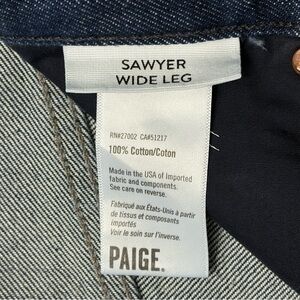 SAWYER
WIDE LEG
RN#27002 CA#51217
100% Cotton/Coton
Made in the USA of Imported
fabric and components.
See care on reverse.
Fabriqué aux États-Unis à partir
de tissus et composants
importés
Voir le soin sur l'inverse.
PAIGE.